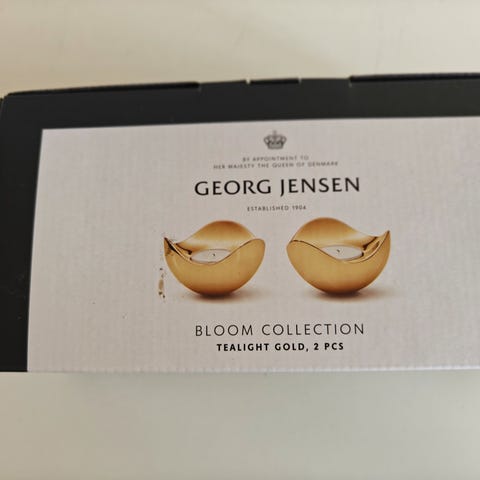 BY APPOINTMENT TO
HER MAJESTY THE QUEEN OF DENMARK
GEORG JENSEN
ESTABLISHED 1904
BLOOM COLLECTION
TEALIGHT GOLD, 2 PCS